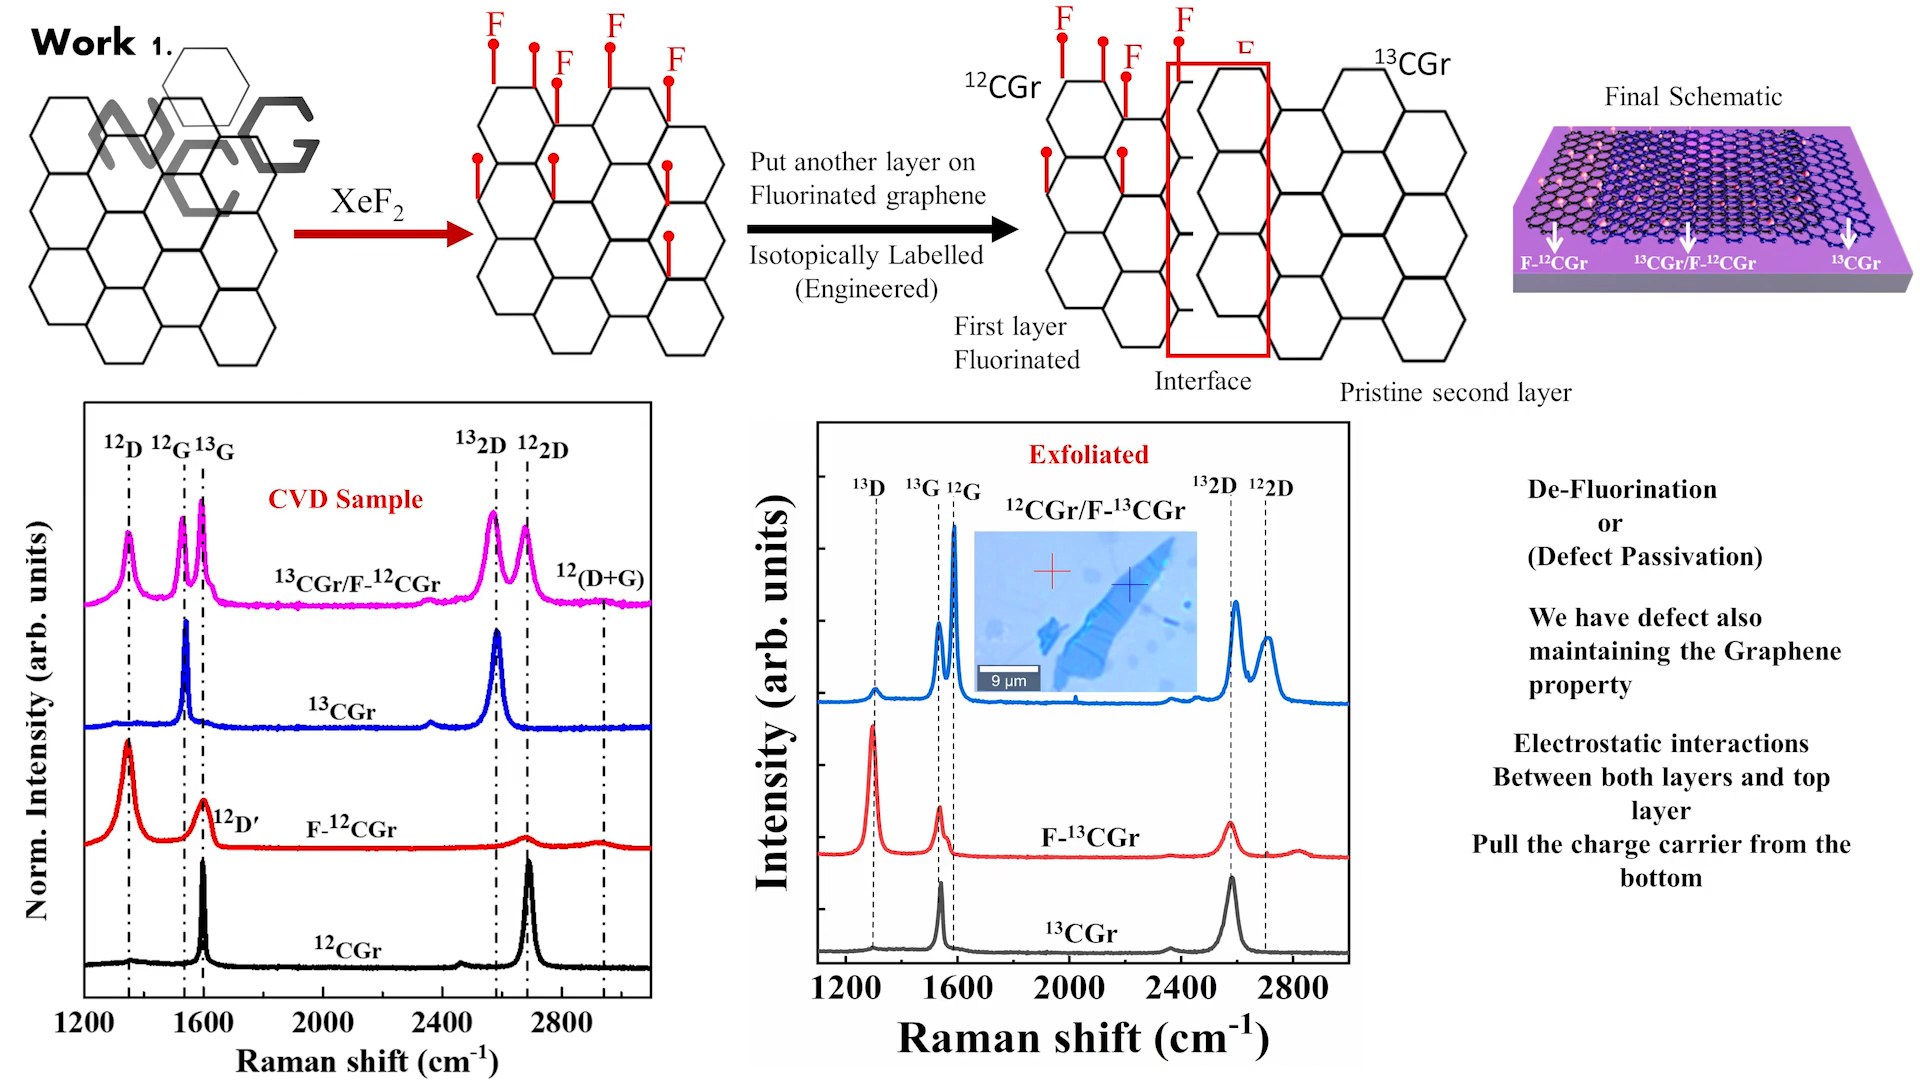 Work 1.
NCG
XeF₂
F
F
F
F
Put another layer on
Fluorinated graphene
Isotopically Labelled
(Engineered)
F
F
F
F
¹²CGr
¹³CGr
First layer
Fluorinated
Interface
Pristine second layer
Final Schematic
F-¹²CGr
¹³CGr/F-¹²CGr
¹³CGr
¹²D
¹²G
¹³G
¹³2D
¹²2D
CVD Sample
¹³CGr/F-¹²CGr
¹²(D+G)
¹³CGr
¹²D′
F-¹²CGr
¹²CGr
Norm. Intensity (arb. units)
1200 1600 2000 2400 2800
Raman shift (cm⁻¹)
Exfoliated
¹³D
¹³G
¹²G
¹³2D
¹²2D
¹²CGr/F-¹³CGr
9 µm
F-¹³CGr
¹³CGr
Intensity (arb. units)
1200 1600 2000 2400 2800
Raman shift (cm⁻¹)
De-Fluorination
or
(Defect Passivation)
We have defect also
maintaining the Graphene
property
Electrostatic interactions
Between both layers and top
layer
Pull the charge carrier from the
bottom